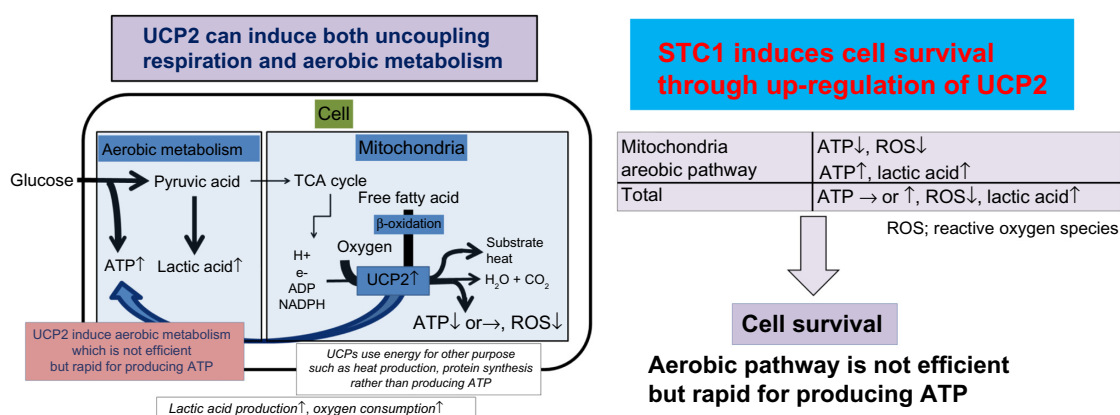 UCP2 can induce both uncoupling
respiration and aerobic metabolism
Cell
Aerobic metabolism
Mitochondria
Glucose
Pyruvic acid
TCA cycle
Free fatty acid
β-oxidation
Oxygen
Substrate
heat
H+
e-
ADP
NADPH
UCP2↑
H₂O + CO₂
ATP↑
Lactic acid↑
ATP↓ or→, ROS↓
UCP2 induce aerobic metabolism
which is not efficient
but rapid for producing ATP
UCPs use energy for other purpose
such as heat production, protein synthesis
rather than producing ATP
Lactic acid production↑, oxygen consumption↑
STC1 induces cell survival
through up-regulation of UCP2
Mitochondria ATP↓, ROS↓
areobic pathway ATP↑, lactic acid↑
Total ATP → or ↑, ROS↓, lactic acid↑
ROS; reactive oxygen species
Cell survival
Aerobic pathway is not efficient
but rapid for producing ATP